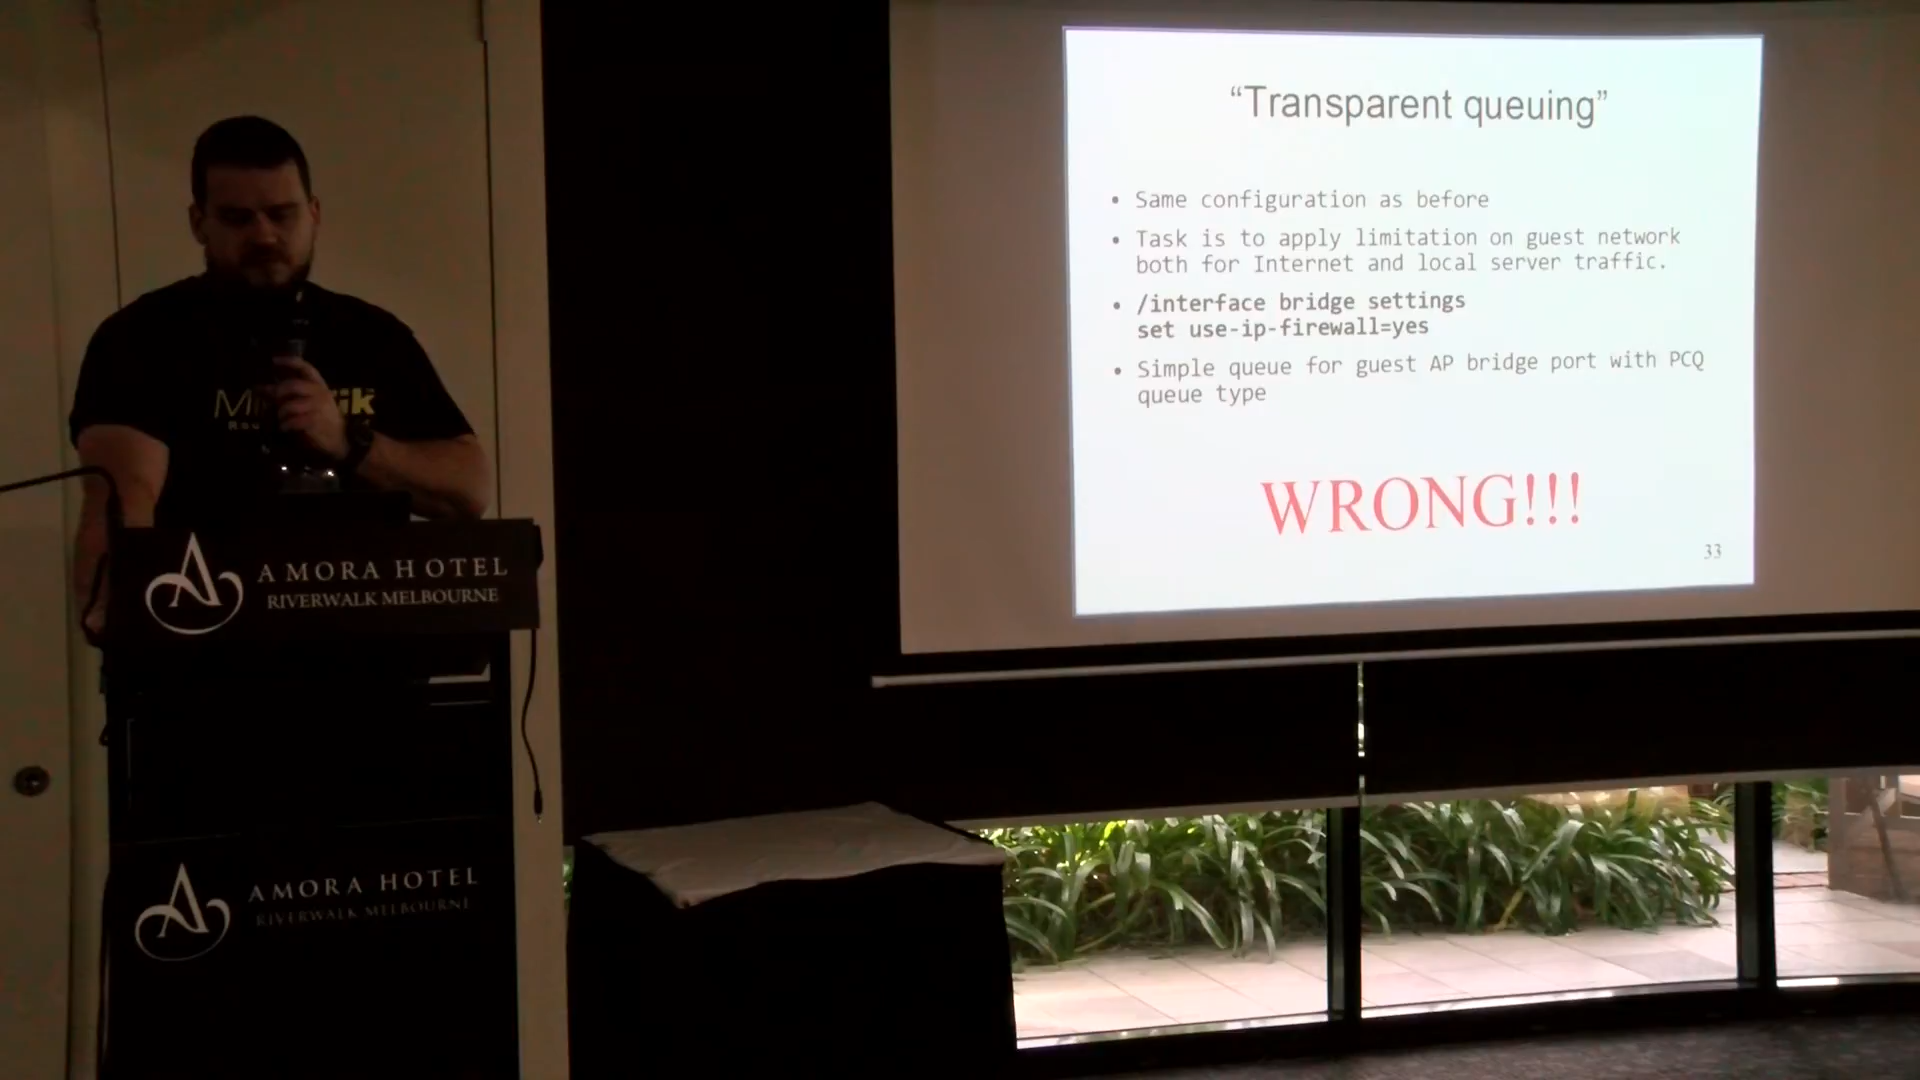 “Transparent queuing”
• Same configuration as before
• Task is to apply limitation on guest network
both for Internet and local server traffic.
• /interface bridge settings
set use-ip-firewall=yes
• Simple queue for guest AP bridge port with PCQ
queue type
WRONG!!!
33
AMORA HOTEL
RIVERWALK MELBOURNE
AMORA HOTEL
RIVERWALK MELBOURNE